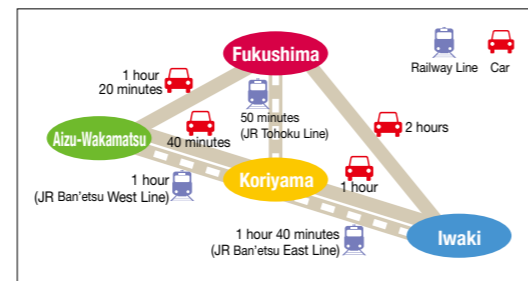 Fukushima
Railway Line
Car
1 hour
20 minutes
50 minutes
(JR Tohoku Line)
2 hours
Aizu-Wakamatsu
40 minutes
Koriyama
1 hour
1 hour
(JR Ban'etsu West Line)
Iwaki
1 hour 40 minutes
(JR Ban'etsu East Line)